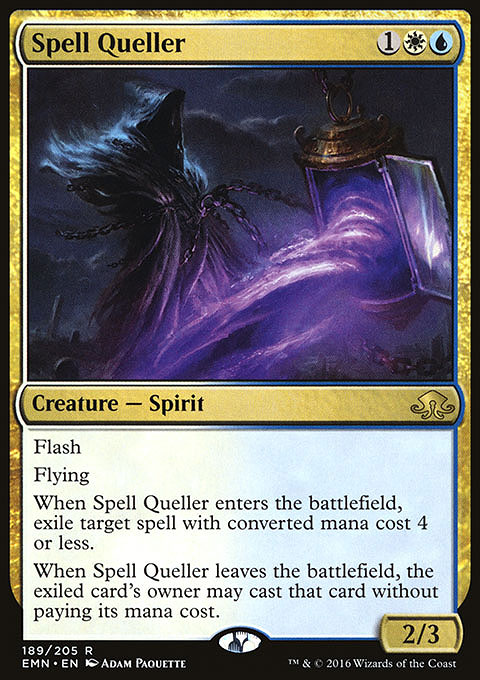 Spell Queller 1
Creature — Spirit
Flash
Flying
When Spell Queller enters the battlefield,
exile target spell with converted mana cost 4
or less.
When Spell Queller leaves the battlefield, the
exiled card's owner may cast that card without
paying its mana cost.
2/3
189/205 R
EMN • EN Adam Paquette
™ & © 2016 Wizards of the Coast